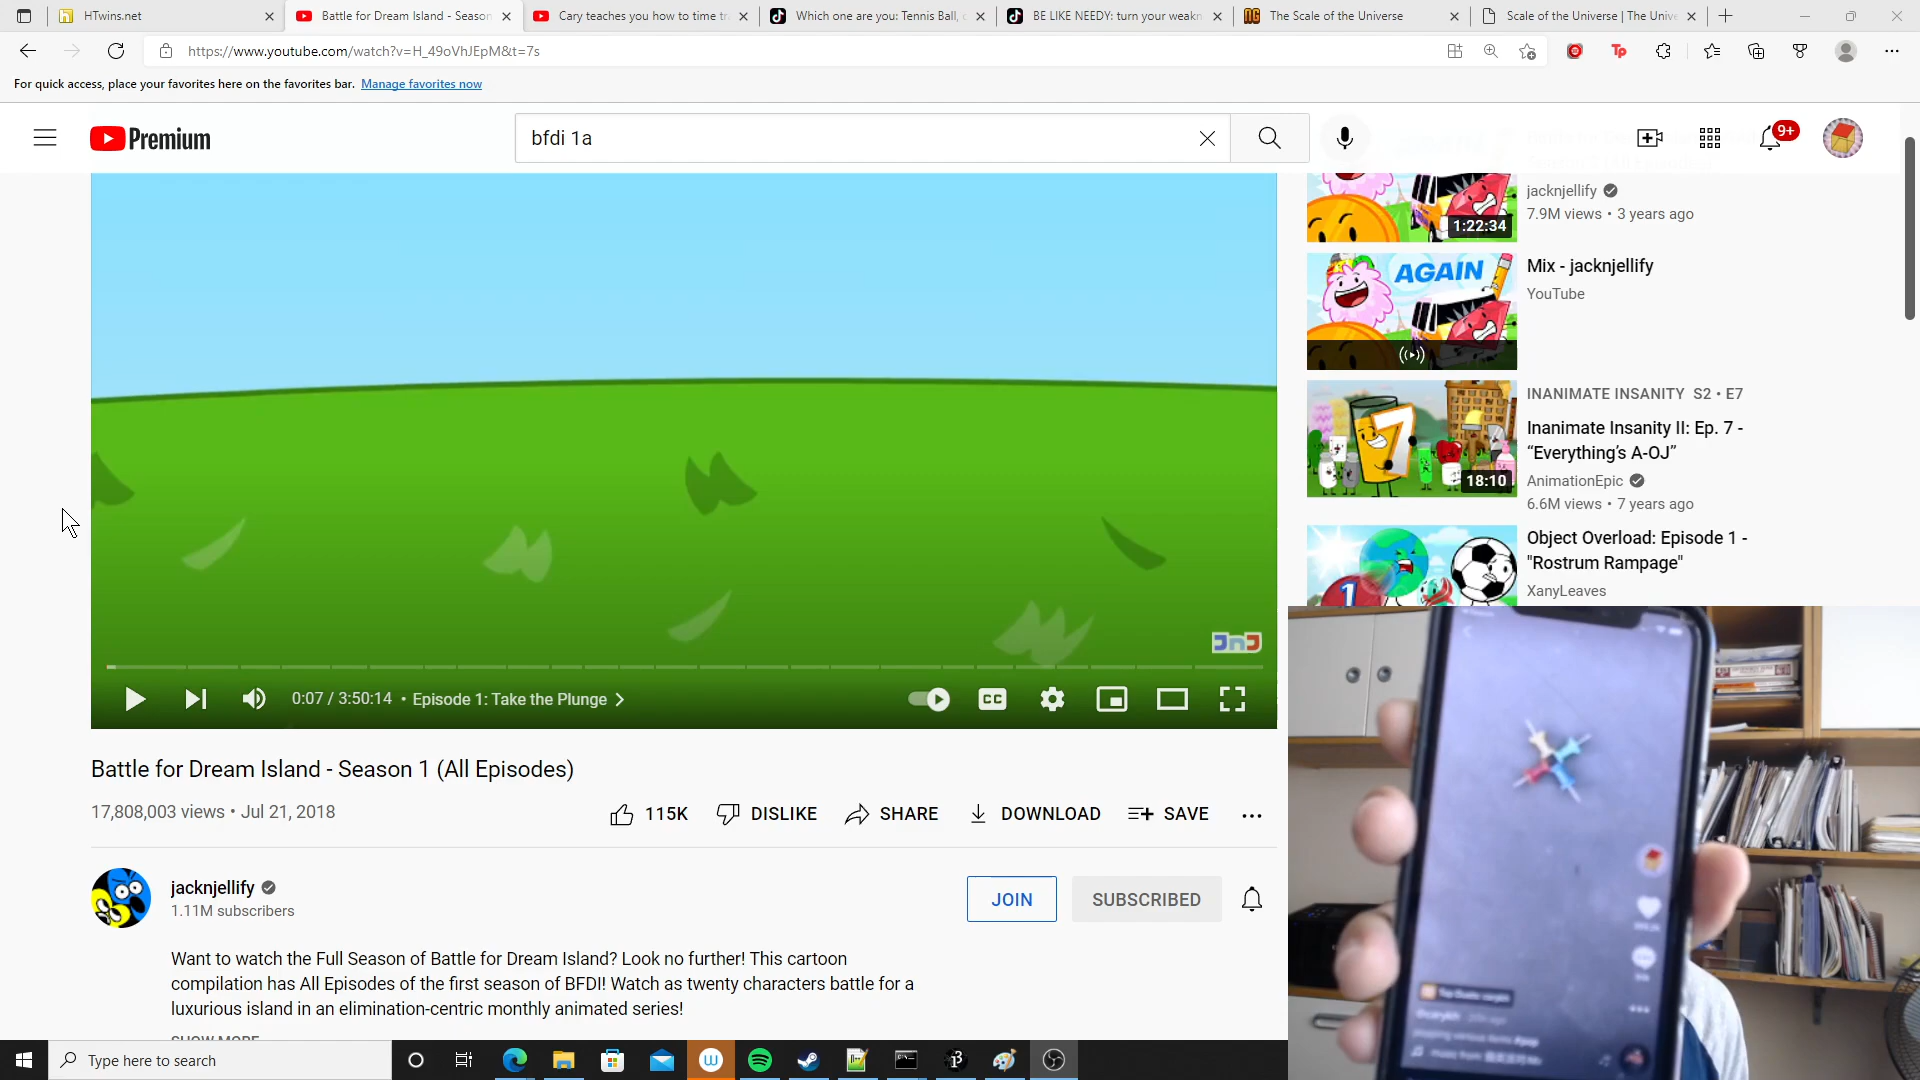 HTwins.net
Battle for Dream Island - Season
Cary teaches you how to time tr
Which one are you: Tennis Ball,
BE LIKE NEEDY: turn your weakn
The Scale of the Universe
Scale of the Universe | The Unive
https://www.youtube.com/watch?v=H_49oVhJEpM&t=7s
For quick access, place your favorites here on the favorites bar. Manage favorites now
Premium
bfdi 1a
9+
jacknjellify
7.9M views • 3 years ago
1:22:34
AGAIN
Mix - jacknjellify
YouTube
INANIMATE INSANITY S2 • E7
Inanimate Insanity II: Ep. 7 -
“Everything’s A-OJ”
AnimationEpic
6.6M views • 7 years ago
7
18:10
Object Overload: Episode 1 -
"Rostrum Rampage"
XanyLeaves
1
JnJ
0:07 / 3:50:14 • Episode 1: Take the Plunge
CC
Battle for Dream Island - Season 1 (All Episodes)
17,808,003 views • Jul 21, 2018
115K
DISLIKE
SHARE
DOWNLOAD
SAVE
jacknjellify
1.11M subscribers
JOIN
SUBSCRIBED
Want to watch the Full Season of Battle for Dream Island? Look no further! This cartoon
compilation has All Episodes of the first season of BFDI! Watch as twenty characters battle for a
luxurious island in an elimination-centric monthly animated series!
SHOW MORE
Type here to search